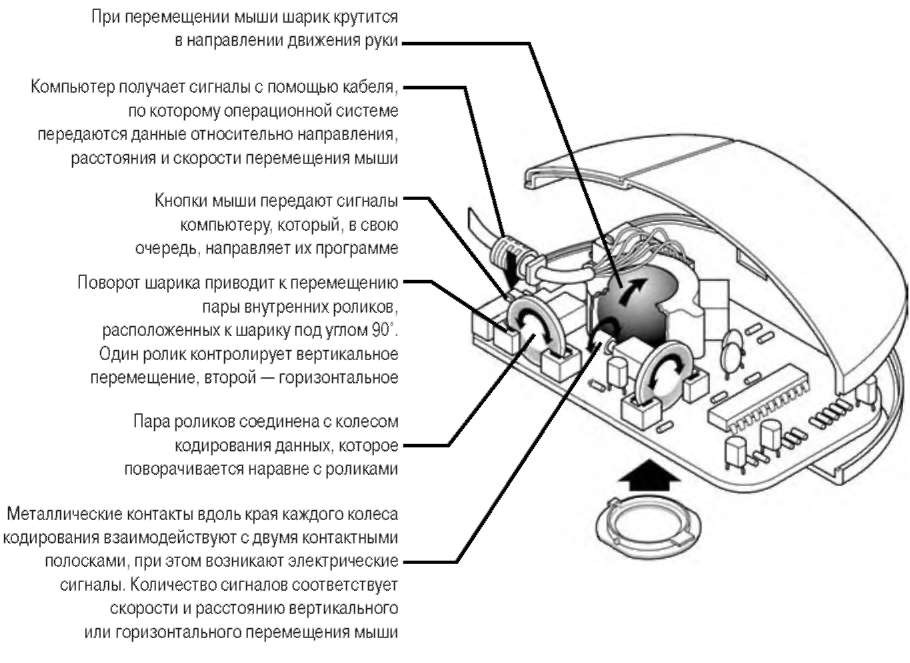 При перемещении мыши шарик крутится
в направлении движения руки
Компьютер получает сигналы с помощью кабеля,
по которому операционной системе
передаются данные относительно направления,
расстояния и скорости перемещения мыши
Кнопки мыши передают сигналы
компьютеру, который, в свою
очередь, направляет их программе
Поворот шарика приводит к перемещению
пары внутренних роликов,
расположенных к шарику под углом 90°.
Один ролик контролирует вертикальное
перемещение, второй — горизонтальное
Пара роликов соединена с колесом
кодирования данных, которое
поворачивается наравне с роликами
Металлические контакты вдоль края каждого колеса
кодирования взаимодействуют с двумя контактными
полосками, при этом возникают электрические
сигналы. Количество сигналов соответствует
скорости и расстоянию вертикального
или горизонтального перемещения мыши